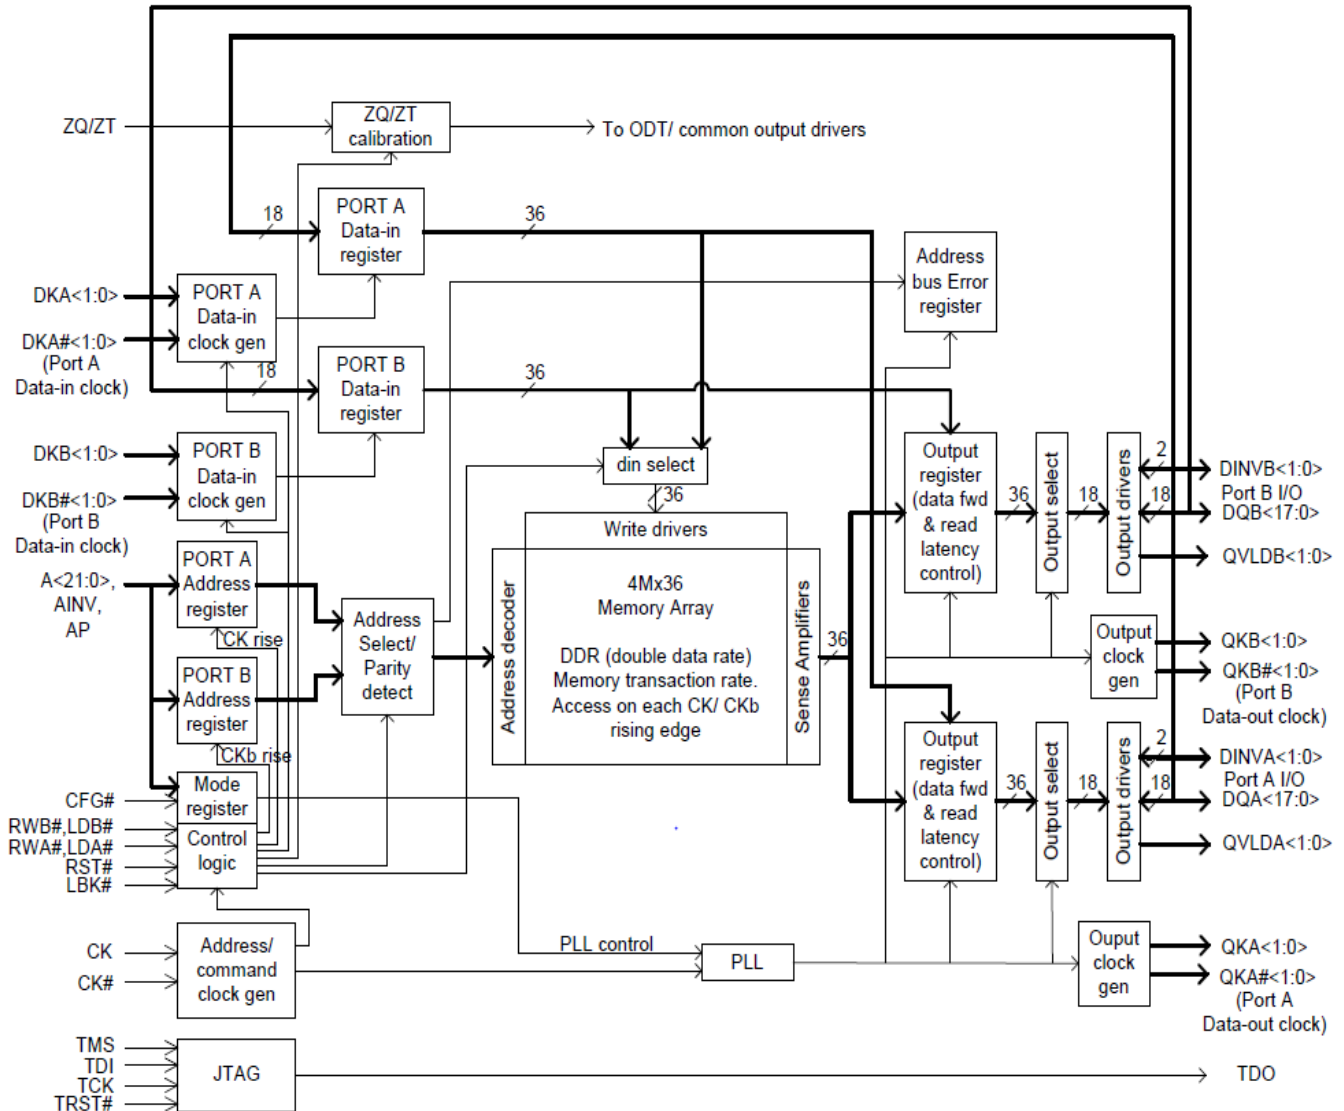 ZQ/ZT
ZQ/ZT
calibration
To ODT/ common output drivers
18
PORT A
Data-in
register
36
Address
bus Error
register
DKA<1:0>
DKA#<1:0>
(Port A
Data-in clock)
PORT A
Data-in
clock gen
18
PORT B
Data-in
register
36
DKB<1:0>
DKB#<1:0>
(Port B
Data-in clock)
PORT B
Data-in
clock gen
din select
36
Write drivers
Address decoder
4Mx36
Memory Array
DDR (double data rate)
Memory transaction rate.
Access on each CK/ CKb
rising edge
Sense Amplifiers
36
Output
register
(data fwd
& read
latency
control)
36
Output select
18
Output drivers
2
18
DINVB<1:0>
Port B I/O
DQB<17:0>
QVLDB<1:0>
A<21:0>,
AINV,
AP
PORT A
Address
register
CK rise
PORT B
Address
register
CKb rise
Address
Select/
Parity
detect
Output
clock
gen
QKB<1:0>
QKB#<1:0>
(Port B
Data-out clock)
Output
register
(data fwd
& read
latency
control)
36
Output select
18
Output drivers
2
18
DINVA<1:0>
Port A I/O
DQA<17:0>
QVLDA<1:0>
CFG#
RWB#,LDB#
RWA#,LDA#
RST#
LBK#
Mode
register
Control
logic
CK
CK#
Address/
command
clock gen
PLL control
PLL
Ouput
clock
gen
QKA<1:0>
QKA#<1:0>
(Port A
Data-out clock)
TMS
TDI
TCK
TRST#
JTAG
TDO